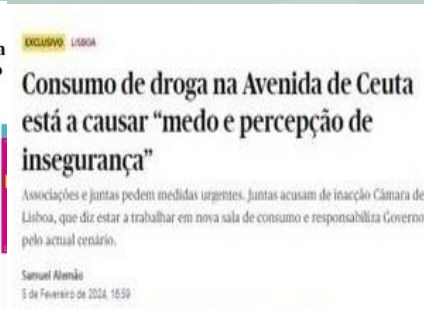 EXCLUSIVO LISBOA
Consumo de droga na Avenida de Ceuta
está a causar “medo e percepção de
insegurança”
Associações e juntas pedem medidas urgentes. Juntas acusam de inacção Câmara de
Lisboa, que diz estar a trabalhar em nova sala de consumo e responsabiliza Governo
pelo actual cenário.
Samuel Alemão
5 de Fevereiro de 2024, 16:59